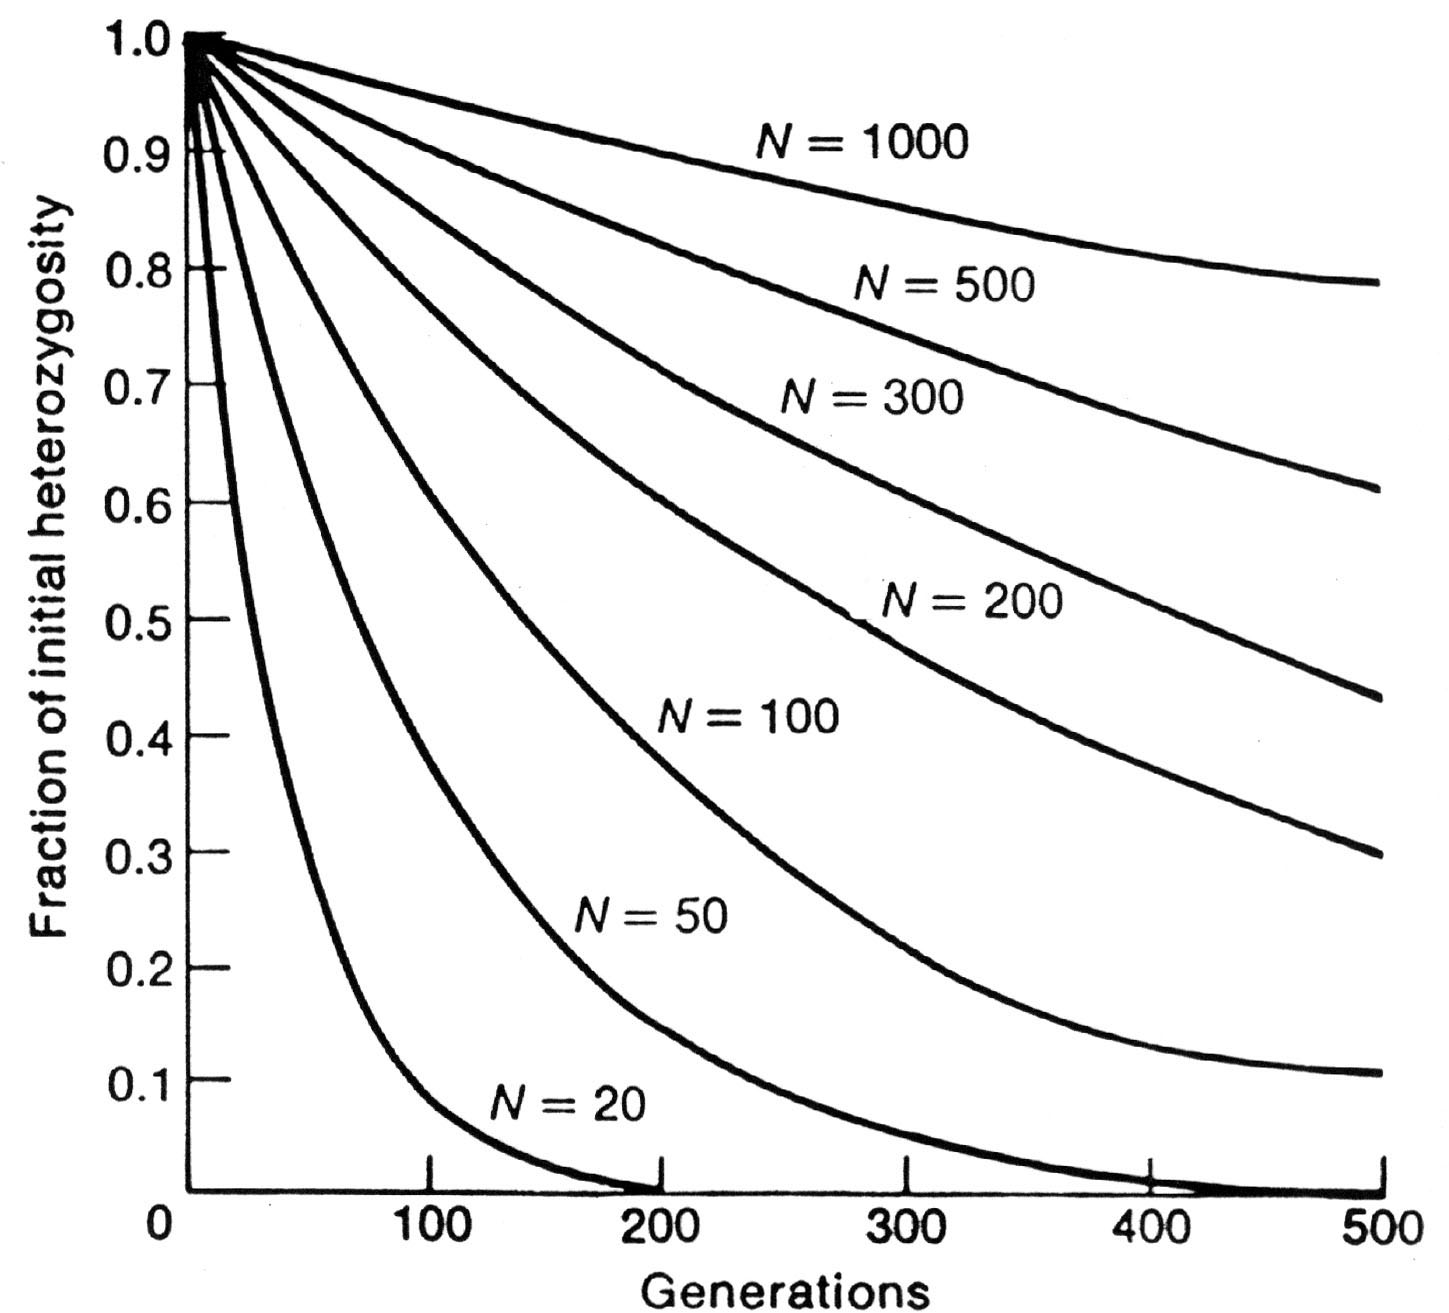 Fraction of initial heterozygosity
1.0
0.9
0.8
0.7
0.6
0.5
0.4
0.3
0.2
0.1
N = 1000
N = 500
N = 300
N = 200
N = 100
N = 50
N = 20
0 100 200 300 400 500
Generations